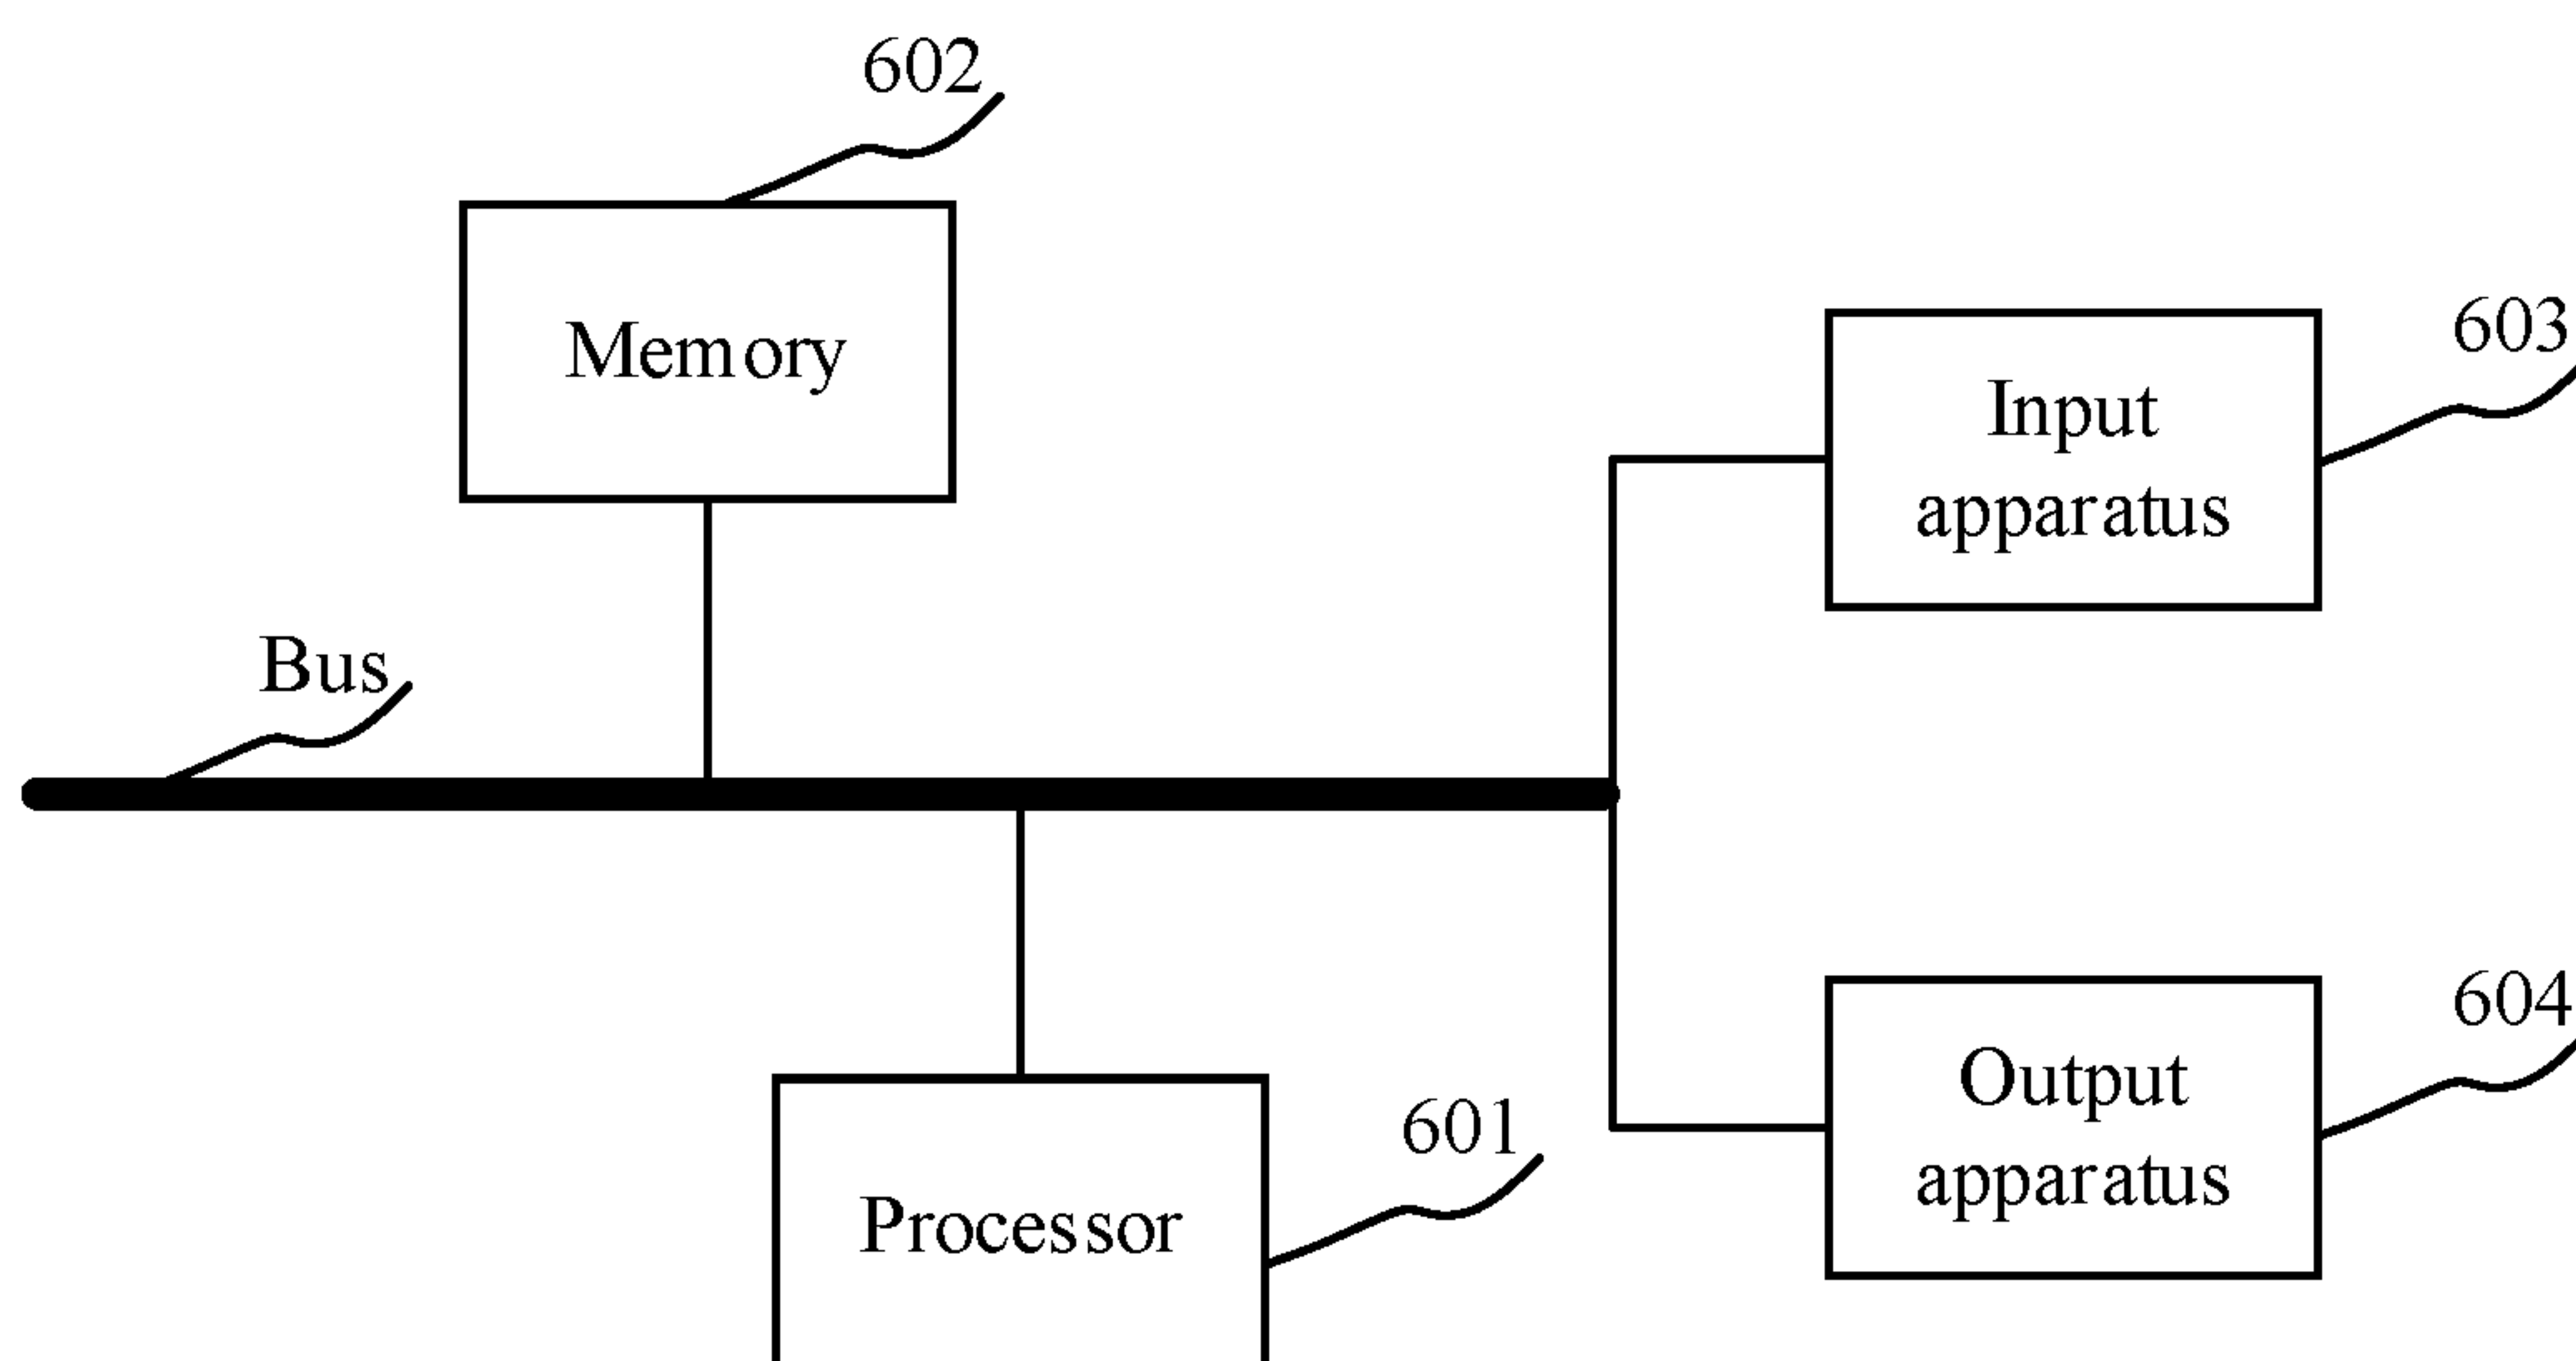 602
Memory
603
Input
apparatus
Bus
604
Output
apparatus
601
Processor